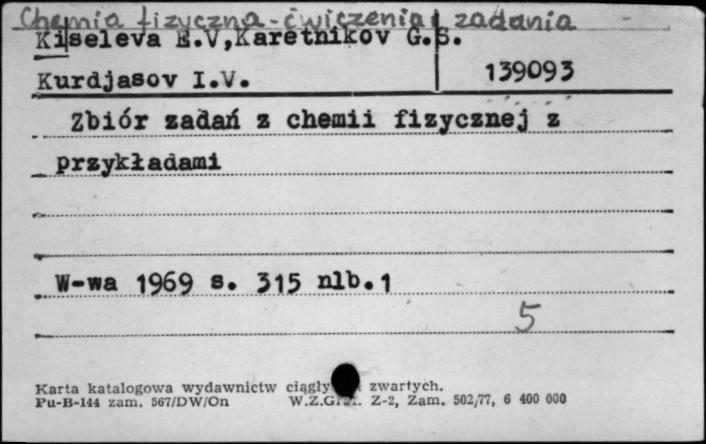 Chemia fizyczna - ćwiczenia i zadania
Kiseleva E.V, Karetnikov G.S.
Kurdjasov I.V. 139093
Zbiór zadań z chemii fizycznej z
przykładami
W-wa 1969 s. 315 nlb.1
5
Karta katalogowa wydawnictw zwartych.
Pu-B-144 zam. 567/DW/On Z-2, Zam. 502/77, 6 400 000